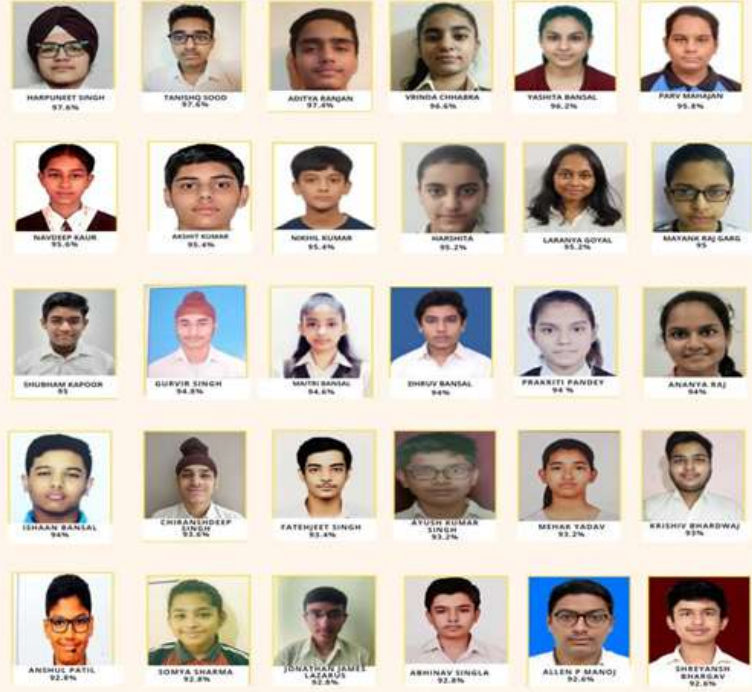 HARPUNEET SINGH
97.6%
TANISHQ SOOD
97.6%
ADITYA RANJAN
97.4%
VRINDA CHHABRA
96.6%
YASHITA BANSAL
96.2%
PARV MAHAJAN
95.8%
NAVDEEP KAUR
95.6%
AKSHIT KUMAR
95.4%
NIKHIL KUMAR
95.4%
HARSHITA
95.2%
LARANYA GOYAL
95.2%
MAYANK RAJ GARG
95
SHUBHAM KAPOOR
95
GURVIR SINGH
94.8%
MAITRI BANSAL
94.6%
DHRUV BANSAL
94%
PRAKRITI PANDEY
94 %
ANANYA RAJ
94%
ISHAAN BANSAL
94%
CHIRANSHDEEP
SINGH
93.6%
FATEHJEET SINGH
93.4%
AYUSH KUMAR
SINGH
93.2%
MEHAK YADAV
93.2%
KRISHIV BHARDWAJ
93%
ANSHUL PATIL
92.8%
SOMYA SHARMA
92.8%
JONATHAN JAMES
LAZARUS
92.8%
ABHINAV SINGLA
92.8%
ALLEN P MANOJ
92.6%
SHREYANSH
BHARGAV
92.6%